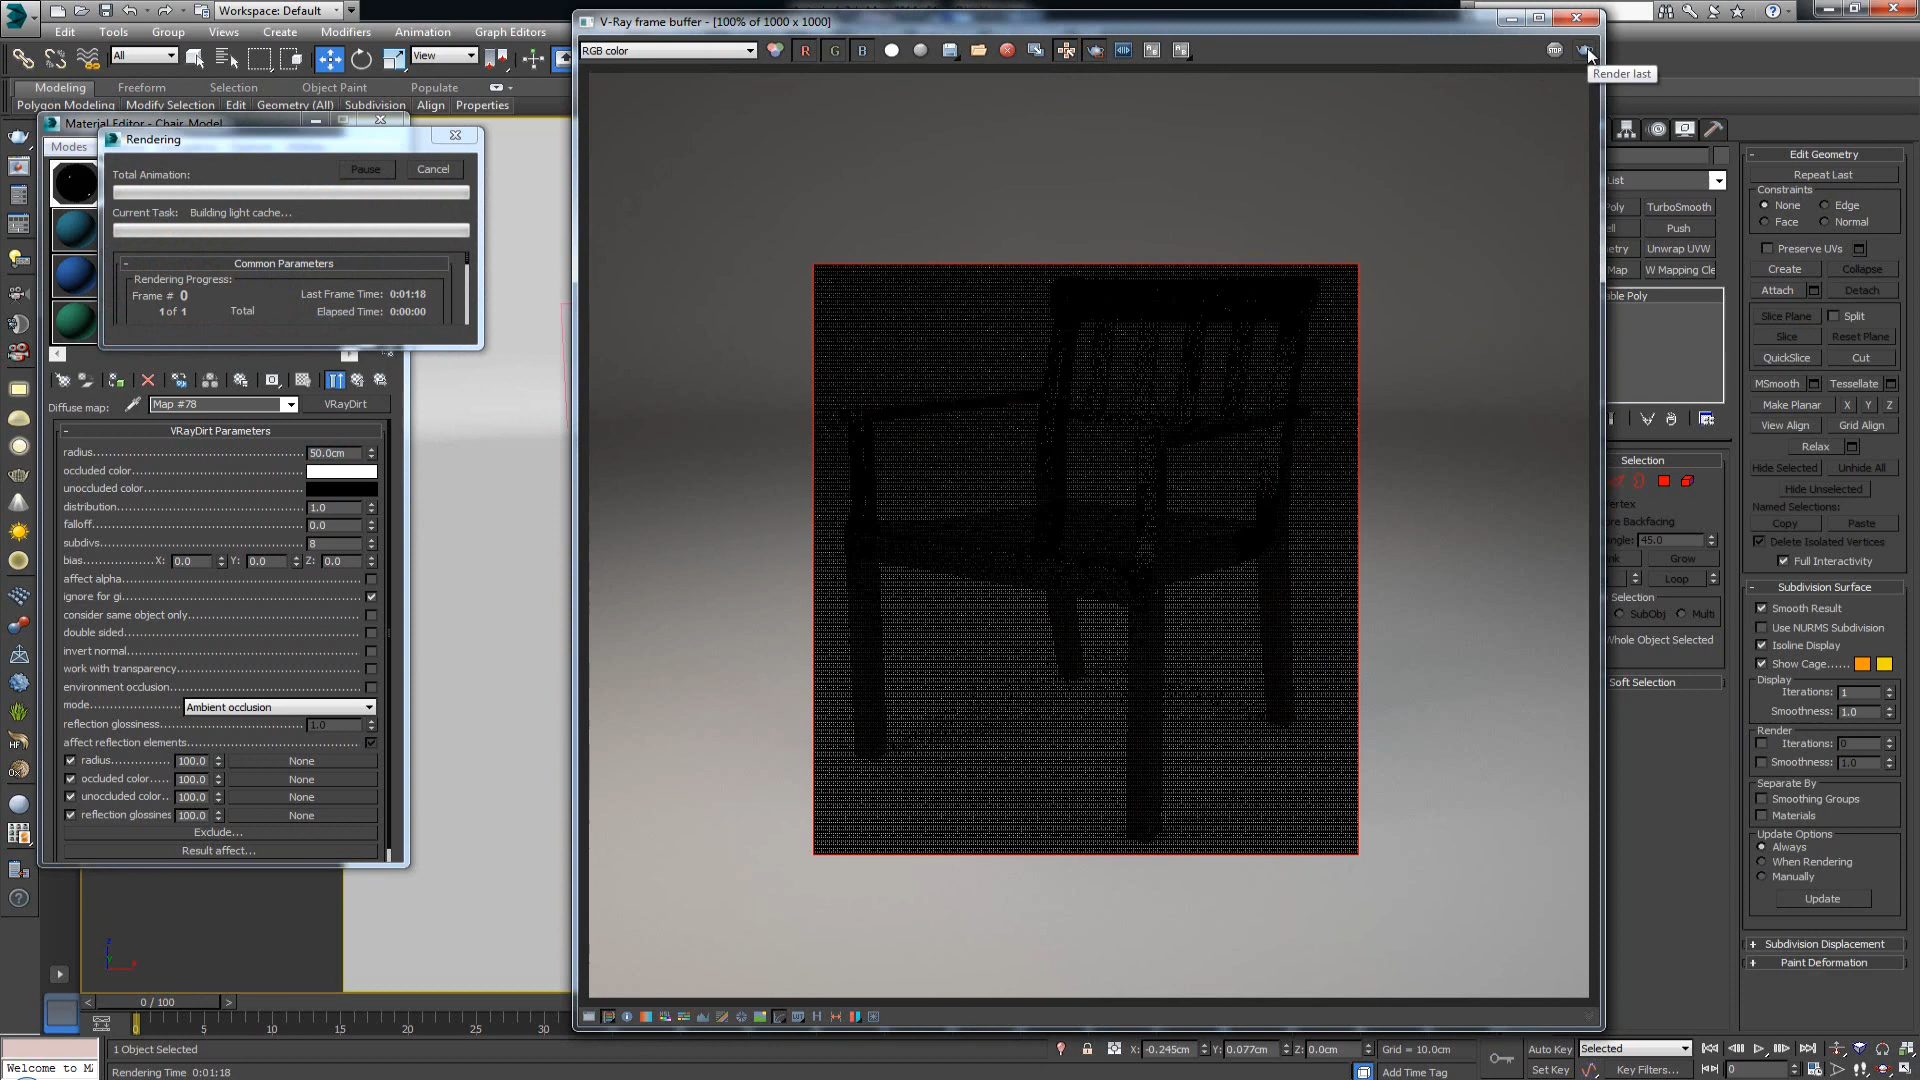 Workspace: Default
V-Ray frame buffer - [100% of 1000 x 1000]
Edit Tools Group Views Create Modifiers Animation Graph Editors
All
View
RGB color
R G B
STOP
Render last
Modeling Freeform Selection Object Paint Populate
Polygon Modeling Modify Selection Edit Geometry (All) Subdivision Align Properties
Material Editor - Chair_Model
Modes
Rendering
Pause Cancel
Total Animation:
Current Task: Building light cache...
- Common Parameters
Rendering Progress:
Frame # 0
Last Frame Time: 0:01:18
1 of 1 Total
Elapsed Time: 0:00:00
Diffuse map: Map #78 VRayDirt
- VRayDirt Parameters
radius 50.0cm
occluded color
unoccluded color
distribution 1.0
falloff 0.0
subdivs 8
bias X: 0.0 Y: 0.0 Z: 0.0
affect alpha
ignore for gi
consider same object only
double sided
invert normal
work with transparency
environment occlusion
mode Ambient occlusion
reflection glossiness 1.0
affect reflection elements
radius 100.0 None
occluded color 100.0 None
unoccluded color 100.0 None
reflection glossines 100.0 None
Exclude...
Result affect...
HF
z
x
0 / 100
0 5 10 15 20 25 30
1 Object Selected
Welcome to M
Rendering Time 0:01:18
X: -0.245cm Y: 0.077cm Z: 0.0cm
Grid = 10.0cm
Add Time Tag
Auto Key Selected
Set Key Key Filters...
0
List
Poly TurboSmooth
ell Push
metry Unwrap UVW
Map W Mapping Cle
able Poly
Selection
ertex
ore Backfacing
ngle: 45.0
nk Grow
Loop
Selection
SubObj Multi
Whole Object Selected
Soft Selection
- Edit Geometry
Repeat Last
Constraints
None Edge
Face Normal
Preserve UVs
Create Collapse
Attach Detach
Slice Plane Split
Slice Reset Plane
QuickSlice Cut
MSmooth Tessellate
Make Planar X Y Z
View Align Grid Align
Relax
Hide Selected Unhide All
Hide Unselected
Named Selections:
Copy Paste
Delete Isolated Vertices
Full Interactivity
- Subdivision Surface
Smooth Result
Use NURMS Subdivision
Isoline Display
Show Cage......
Display
Iterations: 1
Smoothness: 1.0
Render
Iterations: 0
Smoothness: 1.0
Separate By
Smoothing Groups
Materials
Update Options
Always
When Rendering
Manually
Update
+ Subdivision Displacement
+ Paint Deformation